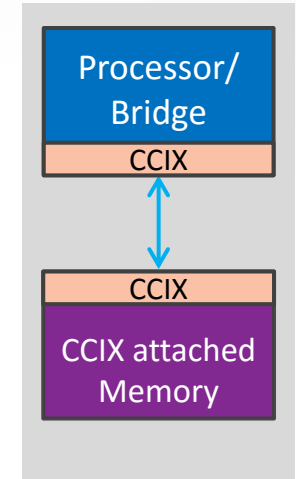 Processor/
Bridge
CCIX
CCIX
CCIX attached
Memory